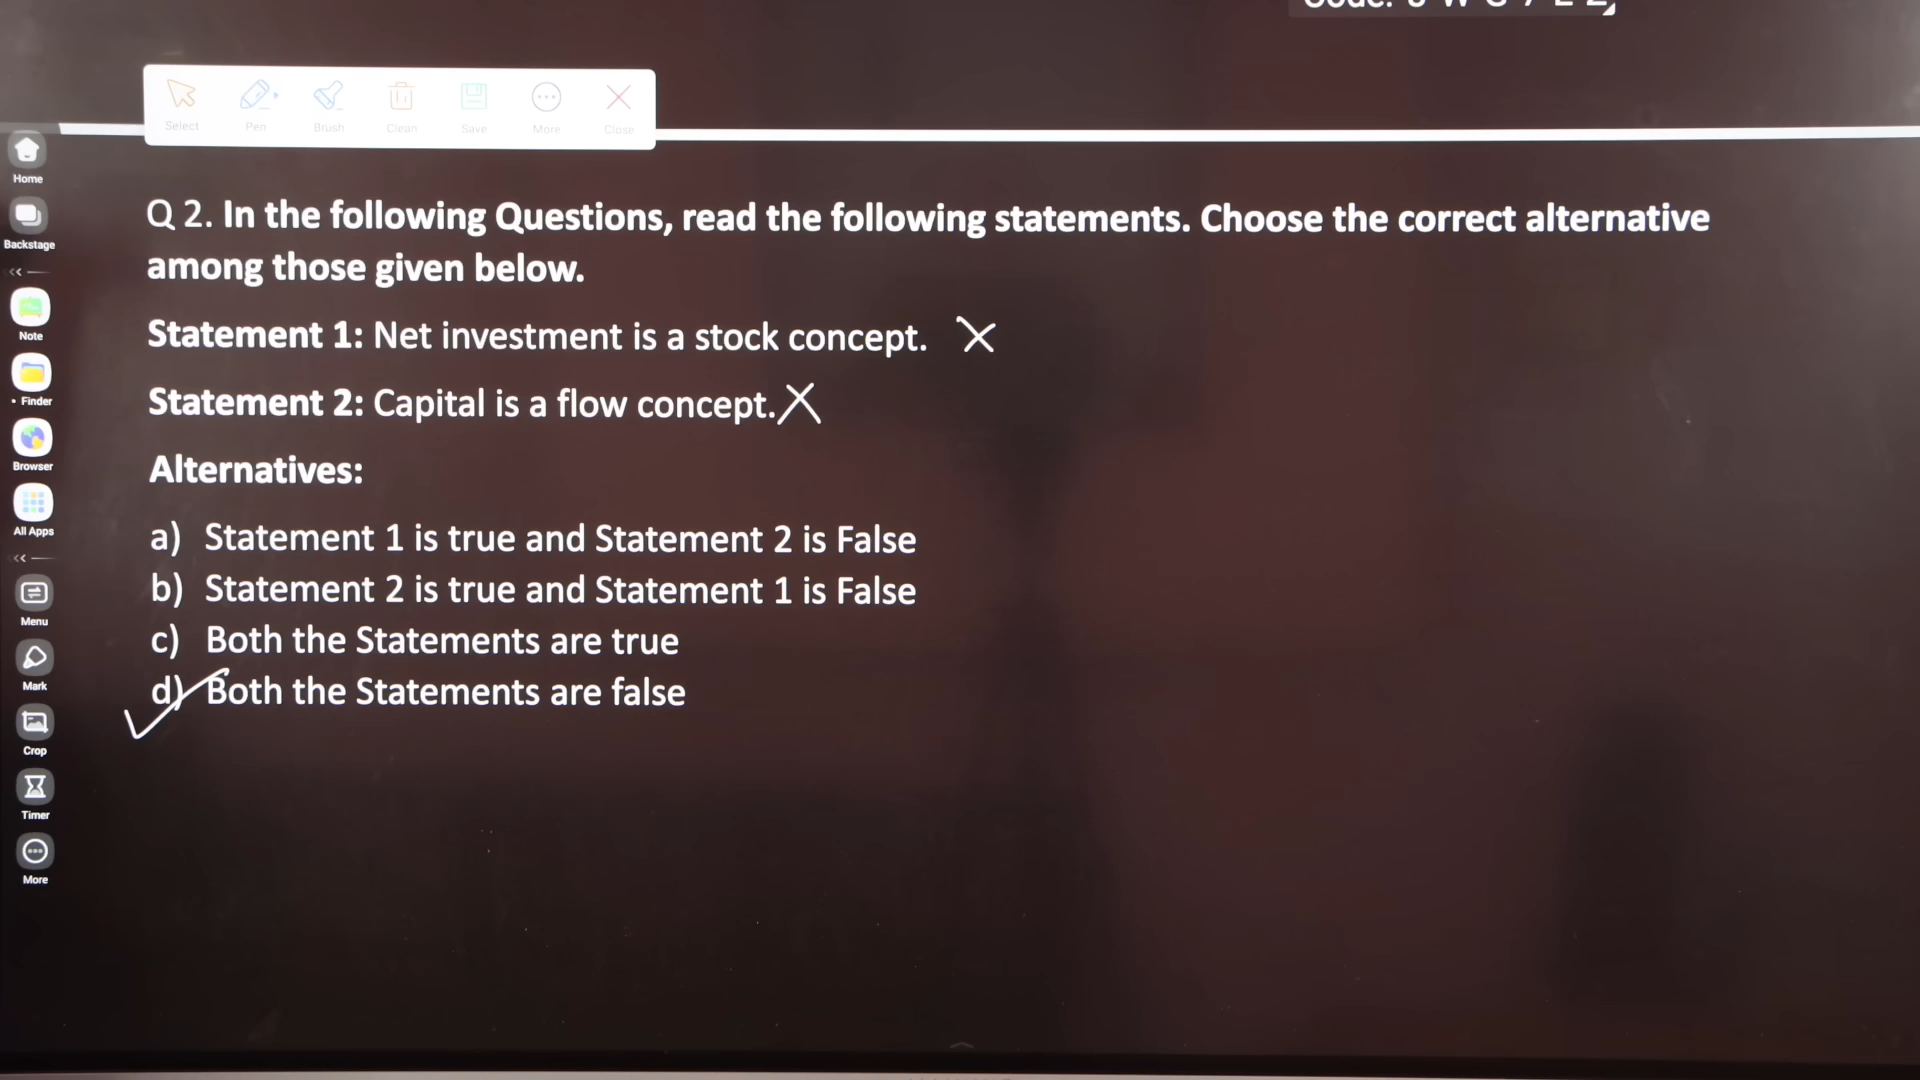 Select Pen Brush Clean Save More Close
Home
Backstage
Note
Finder
Browser
All Apps
Menu
Mark
Crop
Timer
More
Q 2. In the following Questions, read the following statements. Choose the correct alternative
among those given below.
Statement 1: Net investment is a stock concept.
Statement 2: Capital is a flow concept.
Alternatives:
a) Statement 1 is true and Statement 2 is False
b) Statement 2 is true and Statement 1 is False
c) Both the Statements are true
d) Both the Statements are false